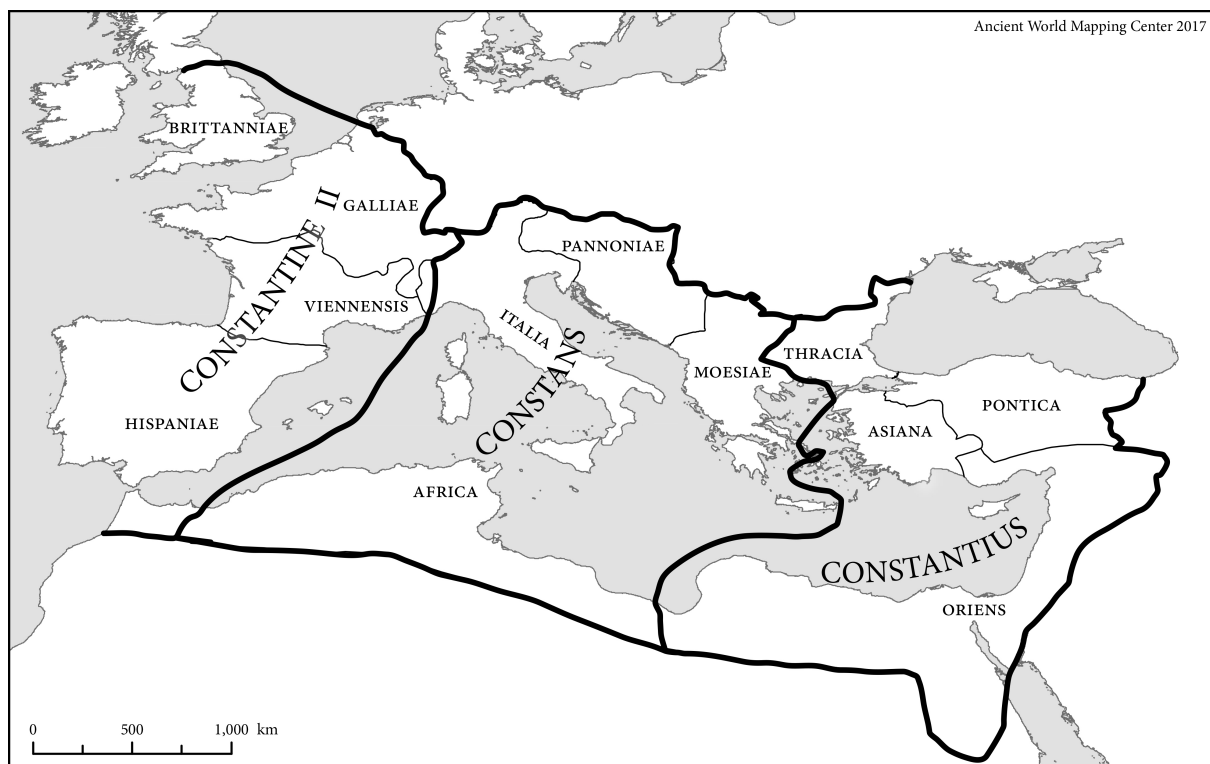 Ancient World Mapping Center 2017
BRITTANNIAE
CONSTANTINE II
GALLIAE
PANNONIAE
VIENNENSIS
ITALIA
CONSTANS
THRACIA
MOESIAE
PONTICA
HISPANIAE
ASIANA
AFRICA
CONSTANTIUS
ORIENS
0 500 1,000 km